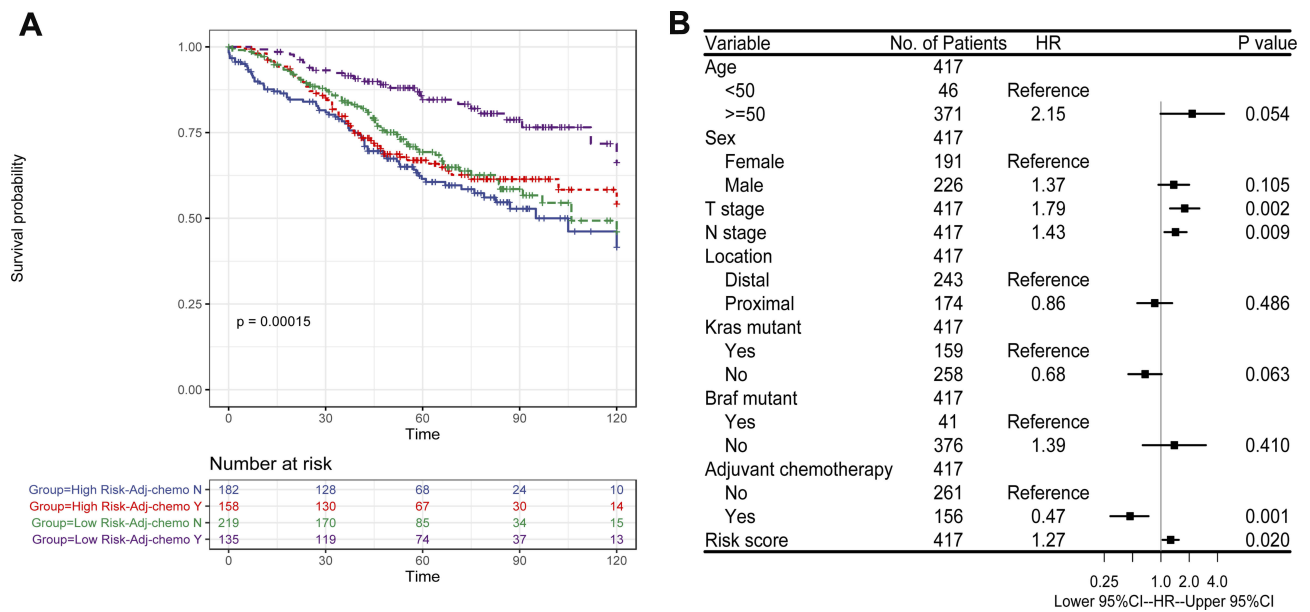 A
Survival probability
1.00
0.75
0.50
0.25
0.00
p = 0.00015
0 30 60 90 120
Time
Number at risk
Group=High Risk-Adj-chemo N 182 128 68 24 10
Group=High Risk-Adj-chemo Y 158 130 67 30 14
Group=Low Risk-Adj-chemo N 219 170 85 34 15
Group=Low Risk-Adj-chemo Y 135 119 74 37 13
0 30 60 90 120
Time
B
Variable No. of Patients HR P value
Age 417
<50 46 Reference
>=50 371 2.15 0.054
Sex 417
Female 191 Reference
Male 226 1.37 0.105
T stage 417 1.79 0.002
N stage 417 1.43 0.009
Location 417
Distal 243 Reference
Proximal 174 0.86 0.486
Kras mutant 417
Yes 159 Reference
No 258 0.68 0.063
Braf mutant 417
Yes 41 Reference
No 376 1.39 0.410
Adjuvant chemotherapy 417
No 261 Reference
Yes 156 0.47 0.001
Risk score 417 1.27 0.020
0.25 1.0 2.0 4.0
Lower 95%CI--HR--Upper 95%CI